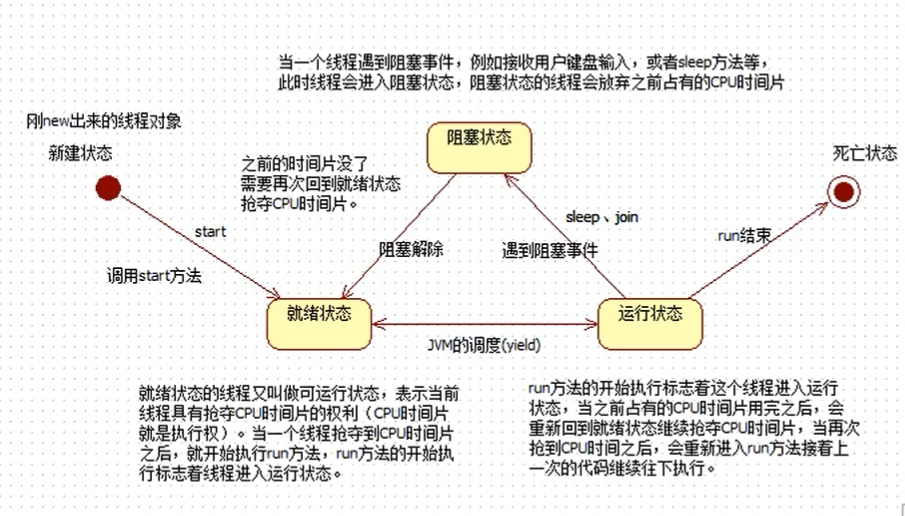 当一个线程遇到阻塞事件，例如接收用户键盘输入，或者sleep方法等，
此时线程会进入阻塞状态，阻塞状态的线程会放弃之前占有的CPU时间片
刚new出来的线程对象
新建状态
阻塞状态
死亡状态
之前的时间片没了
需要再次回到就绪状态
抢夺CPU时间片。
sleep、join
start
run结束
阻塞解除
遇到阻塞事件
调用start方法
就绪状态
运行状态
JVM的调度(yield)
就绪状态的线程又叫做可运行状态，表示当前
线程具有抢夺CPU时间片的权利（CPU时间片
就是执行权）。当一个线程抢夺到CPU时间片
之后，就开始执行run方法，run方法的开始执
行标志着线程进入运行状态。
run方法的开始执行标志着这个线程进入运行
状态，当之前占有的CPU时间片用完之后，会
重新回到就绪状态继续抢夺CPU时间片，当再次
抢到CPU时间之后，会重新进入run方法接着上
一次的代码继续往下执行。